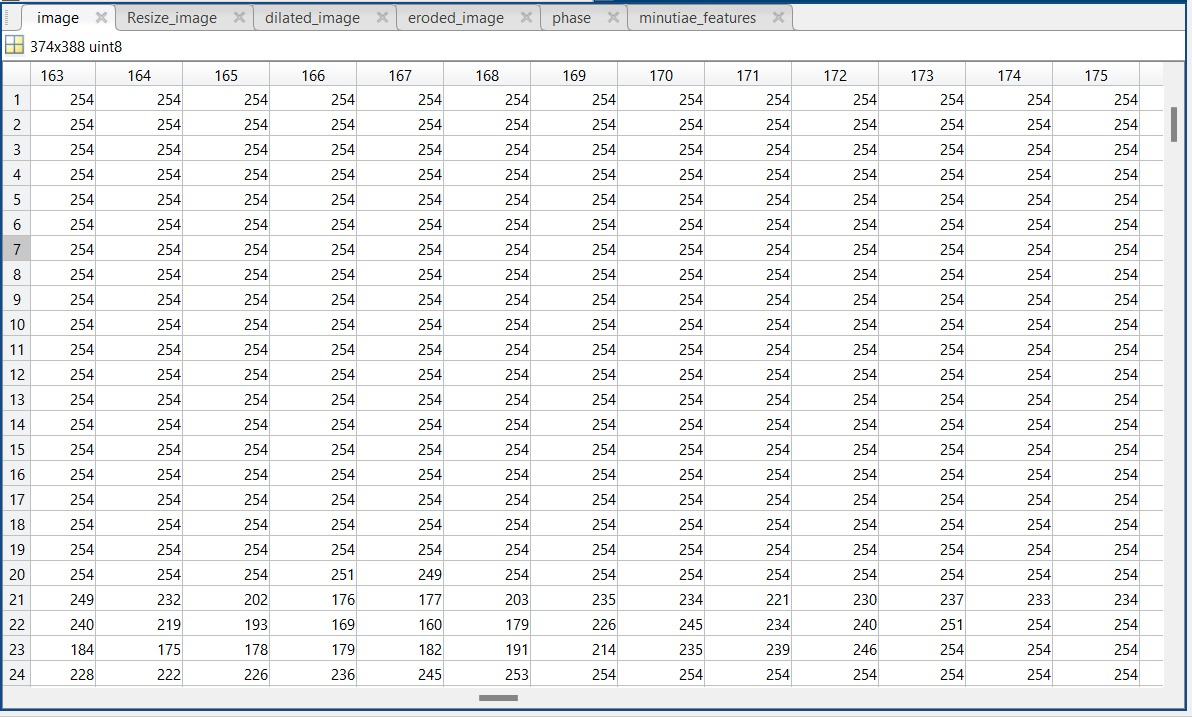 image Resize_image dilated_image eroded_image phase minutiae_features
374x388 uint8
163 164 165 166 167 168 169 170 171 172 173 174 175
1 254 254 254 254 254 254 254 254 254 254 254 254 254
2 254 254 254 254 254 254 254 254 254 254 254 254 254
3 254 254 254 254 254 254 254 254 254 254 254 254 254
4 254 254 254 254 254 254 254 254 254 254 254 254 254
5 254 254 254 254 254 254 254 254 254 254 254 254 254
6 254 254 254 254 254 254 254 254 254 254 254 254 254
7 254 254 254 254 254 254 254 254 254 254 254 254 254
8 254 254 254 254 254 254 254 254 254 254 254 254 254
9 254 254 254 254 254 254 254 254 254 254 254 254 254
10 254 254 254 254 254 254 254 254 254 254 254 254 254
11 254 254 254 254 254 254 254 254 254 254 254 254 254
12 254 254 254 254 254 254 254 254 254 254 254 254 254
13 254 254 254 254 254 254 254 254 254 254 254 254 254
14 254 254 254 254 254 254 254 254 254 254 254 254 254
15 254 254 254 254 254 254 254 254 254 254 254 254 254
16 254 254 254 254 254 254 254 254 254 254 254 254 254
17 254 254 254 254 254 254 254 254 254 254 254 254 254
18 254 254 254 254 254 254 254 254 254 254 254 254 254
19 254 254 254 254 254 254 254 254 254 254 254 254 254
20 254 254 254 251 249 254 254 254 254 254 254 254 254
21 249 232 202 176 177 203 235 234 221 230 237 233 234
22 240 219 193 169 160 179 226 245 234 240 251 254 254
23 184 175 178 179 182 191 214 235 239 246 254 254 254
24 228 222 226 236 245 253 254 254 254 254 254 254 254